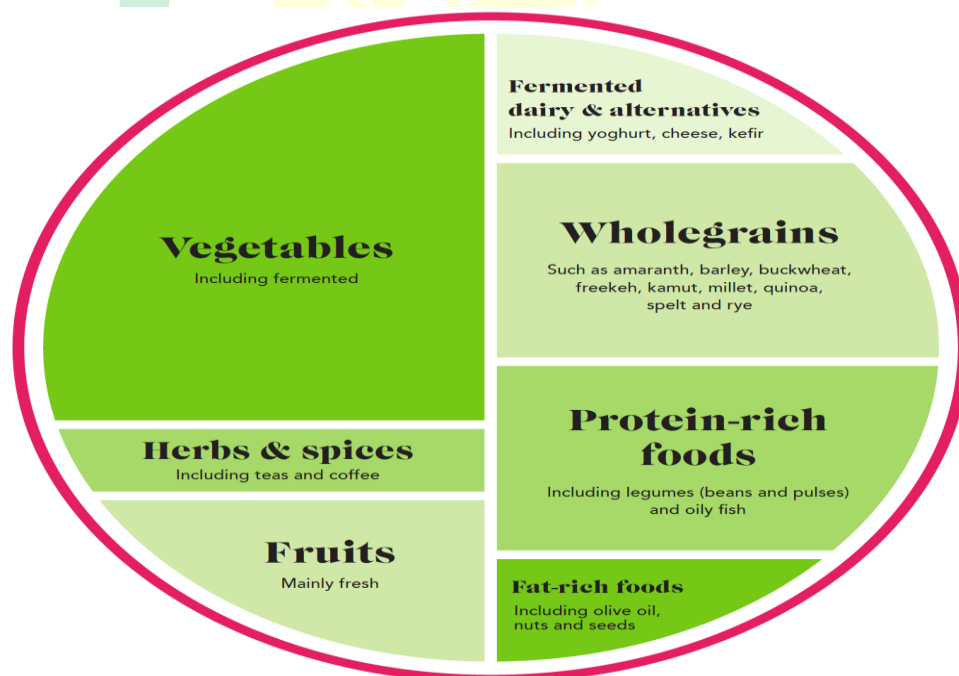 Vegetables
Including fermented
Herbs & spices
Including teas and coffee
Fruits
Mainly fresh
Fermented
dairy & alternatives
Including yoghurt, cheese, kefir
Wholegrains
Such as amaranth, barley, buckwheat,
freekeh, kamut, millet, quinoa,
spelt and rye
Protein-rich
foods
Including legumes (beans and pulses)
and oily fish
Fat-rich foods
Including olive oil,
nuts and seeds